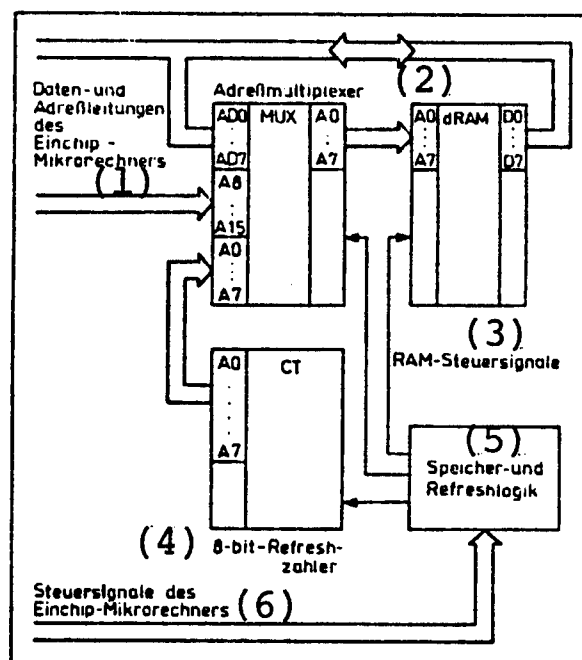 Daten- und
Adreßleitungen
des
Einchip-
Mikrorechners
(1)
Adreßmultiplexer
(2)
AD0
:
AD7
MUX
A0
:
A7
A8
:
A15
A0
:
A7
A0
:
A7
dRAM
D0
:
D7
(3)
RAM-Steuersignale
A0
:
A7
CT
(4)
8-bit-Refresh-
zahler
(5)
Speicher-und
Refreshlogik
Steuersignale des
Einchip-Mikrorechners
(6)